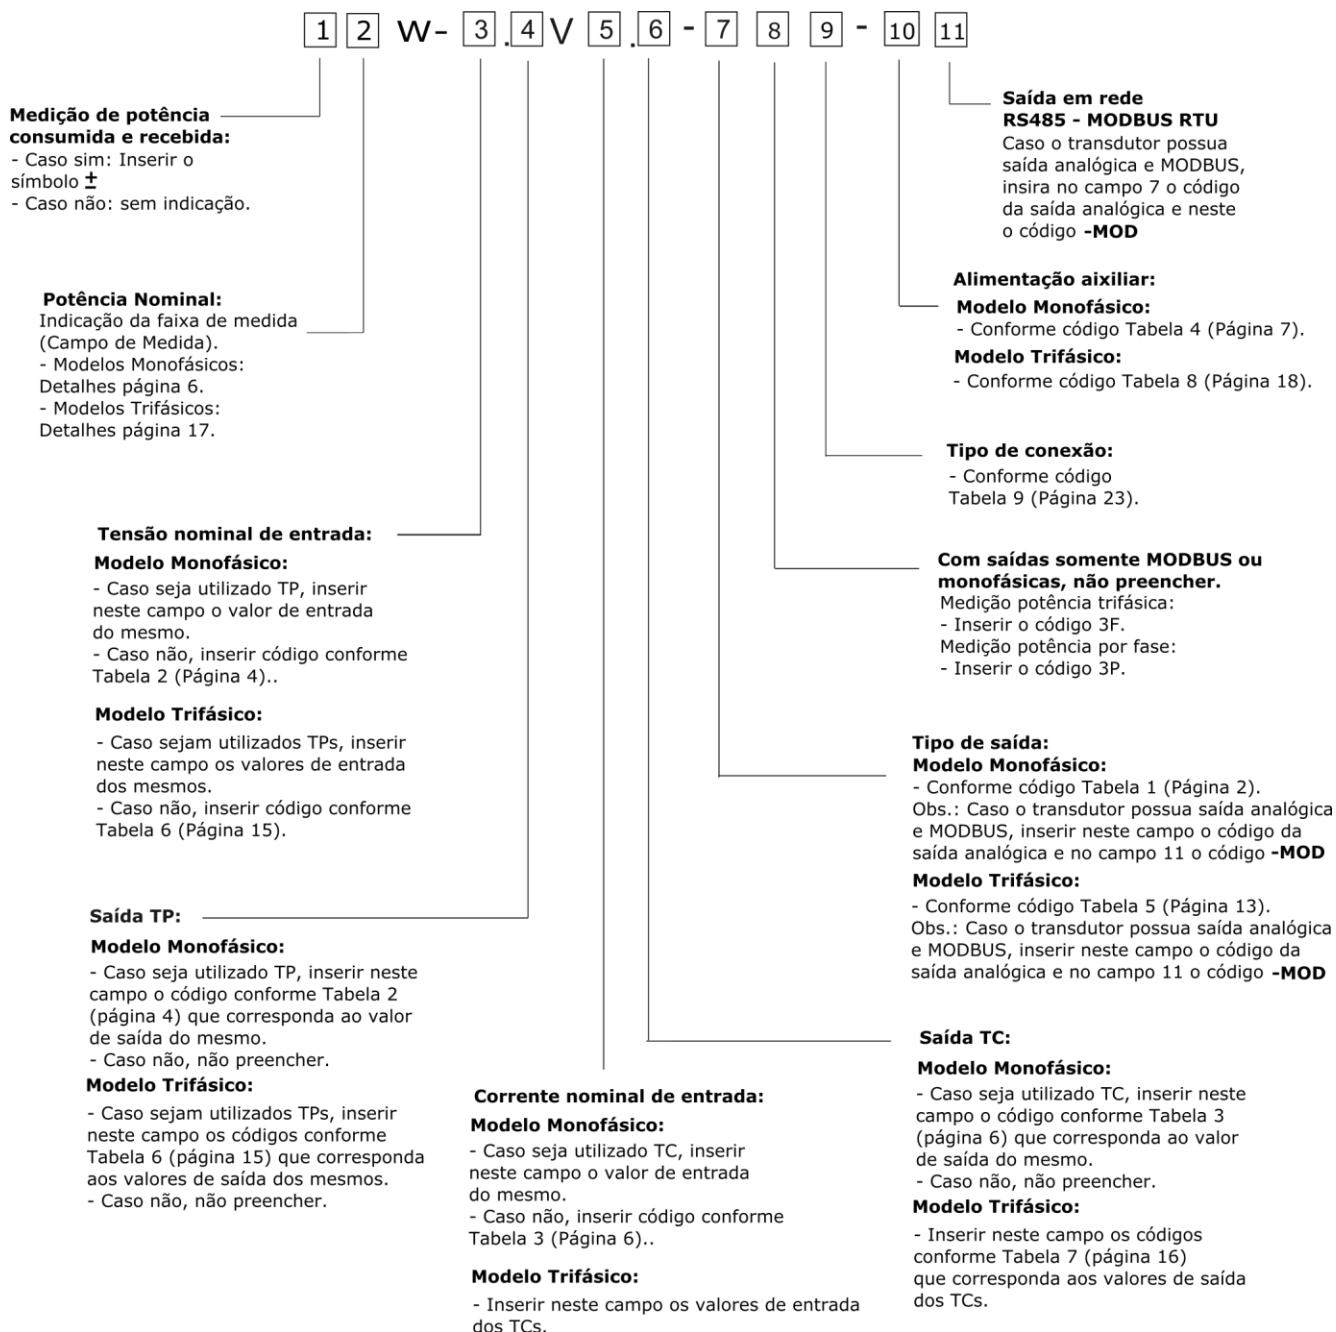 1 2 W- 3 .4 V 5 .6 - 7 8 9 - 10 11
Medição de potência
consumida e recebida:
- Caso sim: Inserir o
símbolo ±
- Caso não: sem indicação.
Potência Nominal:
Indicação da faixa de medida
(Campo de Medida).
- Modelos Monofásicos:
Detalhes página 6.
- Modelos Trifásicos:
Detalhes página 17.
Tensão nominal de entrada:
Modelo Monofásico:
- Caso seja utilizado TP, inserir
neste campo o valor de entrada
do mesmo.
- Caso não, inserir código conforme
Tabela 2 (Página 4)..
Modelo Trifásico:
- Caso sejam utilizados TPs, inserir
neste campo os valores de entrada
dos mesmos.
- Caso não, inserir código conforme
Tabela 6 (Página 15).
Saída TP:
Modelo Monofásico:
- Caso seja utilizado TP, inserir neste
campo o código conforme Tabela 2
(página 4) que corresponda ao valor
de saída do mesmo.
- Caso não, não preencher.
Modelo Trifásico:
- Caso sejam utilizados TPs, inserir
neste campo os códigos conforme
Tabela 6 (página 15) que corresponda
aos valores de saída dos mesmos.
- Caso não, não preencher.
Corrente nominal de entrada:
Modelo Monofásico:
- Caso seja utilizado TC, inserir
neste campo o valor de entrada
do mesmo.
- Caso não, inserir código conforme
Tabela 3 (Página 6)..
Modelo Trifásico:
- Inserir neste campo os valores de entrada
dos TCs.
Saída em rede
RS485 - MODBUS RTU
Caso o transdutor possua
saída analógica e MODBUS,
insira no campo 7 o código
da saída analógica e neste
o código -MOD
Alimentação aixiliar:
Modelo Monofásico:
- Conforme código Tabela 4 (Página 7).
Modelo Trifásico:
- Conforme código Tabela 8 (Página 18).
Tipo de conexão:
- Conforme código
Tabela 9 (Página 23).
Com saídas somente MODBUS ou
monofásicas, não preencher.
Medição potência trifásica:
- Inserir o código 3F.
Medição potência por fase:
- Inserir o código 3P.
Tipo de saída:
Modelo Monofásico:
- Conforme código Tabela 1 (Página 2).
Obs.: Caso o transdutor possua saída analógica
e MODBUS, inserir neste campo o código da
saída analógica e no campo 11 o código -MOD
Modelo Trifásico:
- Conforme código Tabela 5 (Página 13).
Obs.: Caso o transdutor possua saída analógica
e MODBUS, inserir neste campo o código da
saída analógica e no campo 11 o código -MOD
Saída TC:
Modelo Monofásico:
- Caso seja utilizado TC, inserir neste
campo o código conforme Tabela 3
(página 6) que corresponda ao valor
de saída do mesmo.
- Caso não, não preencher.
Modelo Trifásico:
- Inserir neste campo os códigos
conforme Tabela 7 (página 16)
que corresponda aos valores de saída
dos TCs.